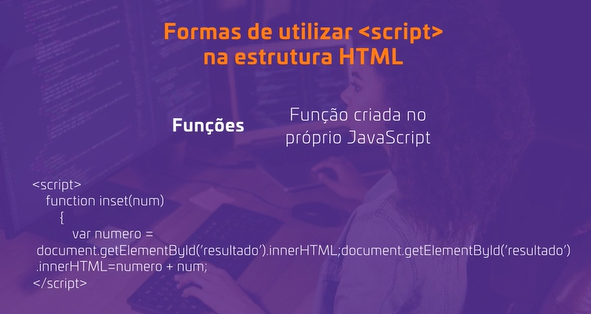 Formas de utilizar <script>
na estrutura HTML
Funções
Função criada no
próprio JavaScript
<script>
function inset(num)
{
var numero =
document.getElementById('resultado').innerHTML;document.getElementById('resultado')
.innerHTML=numero + num;
</script>